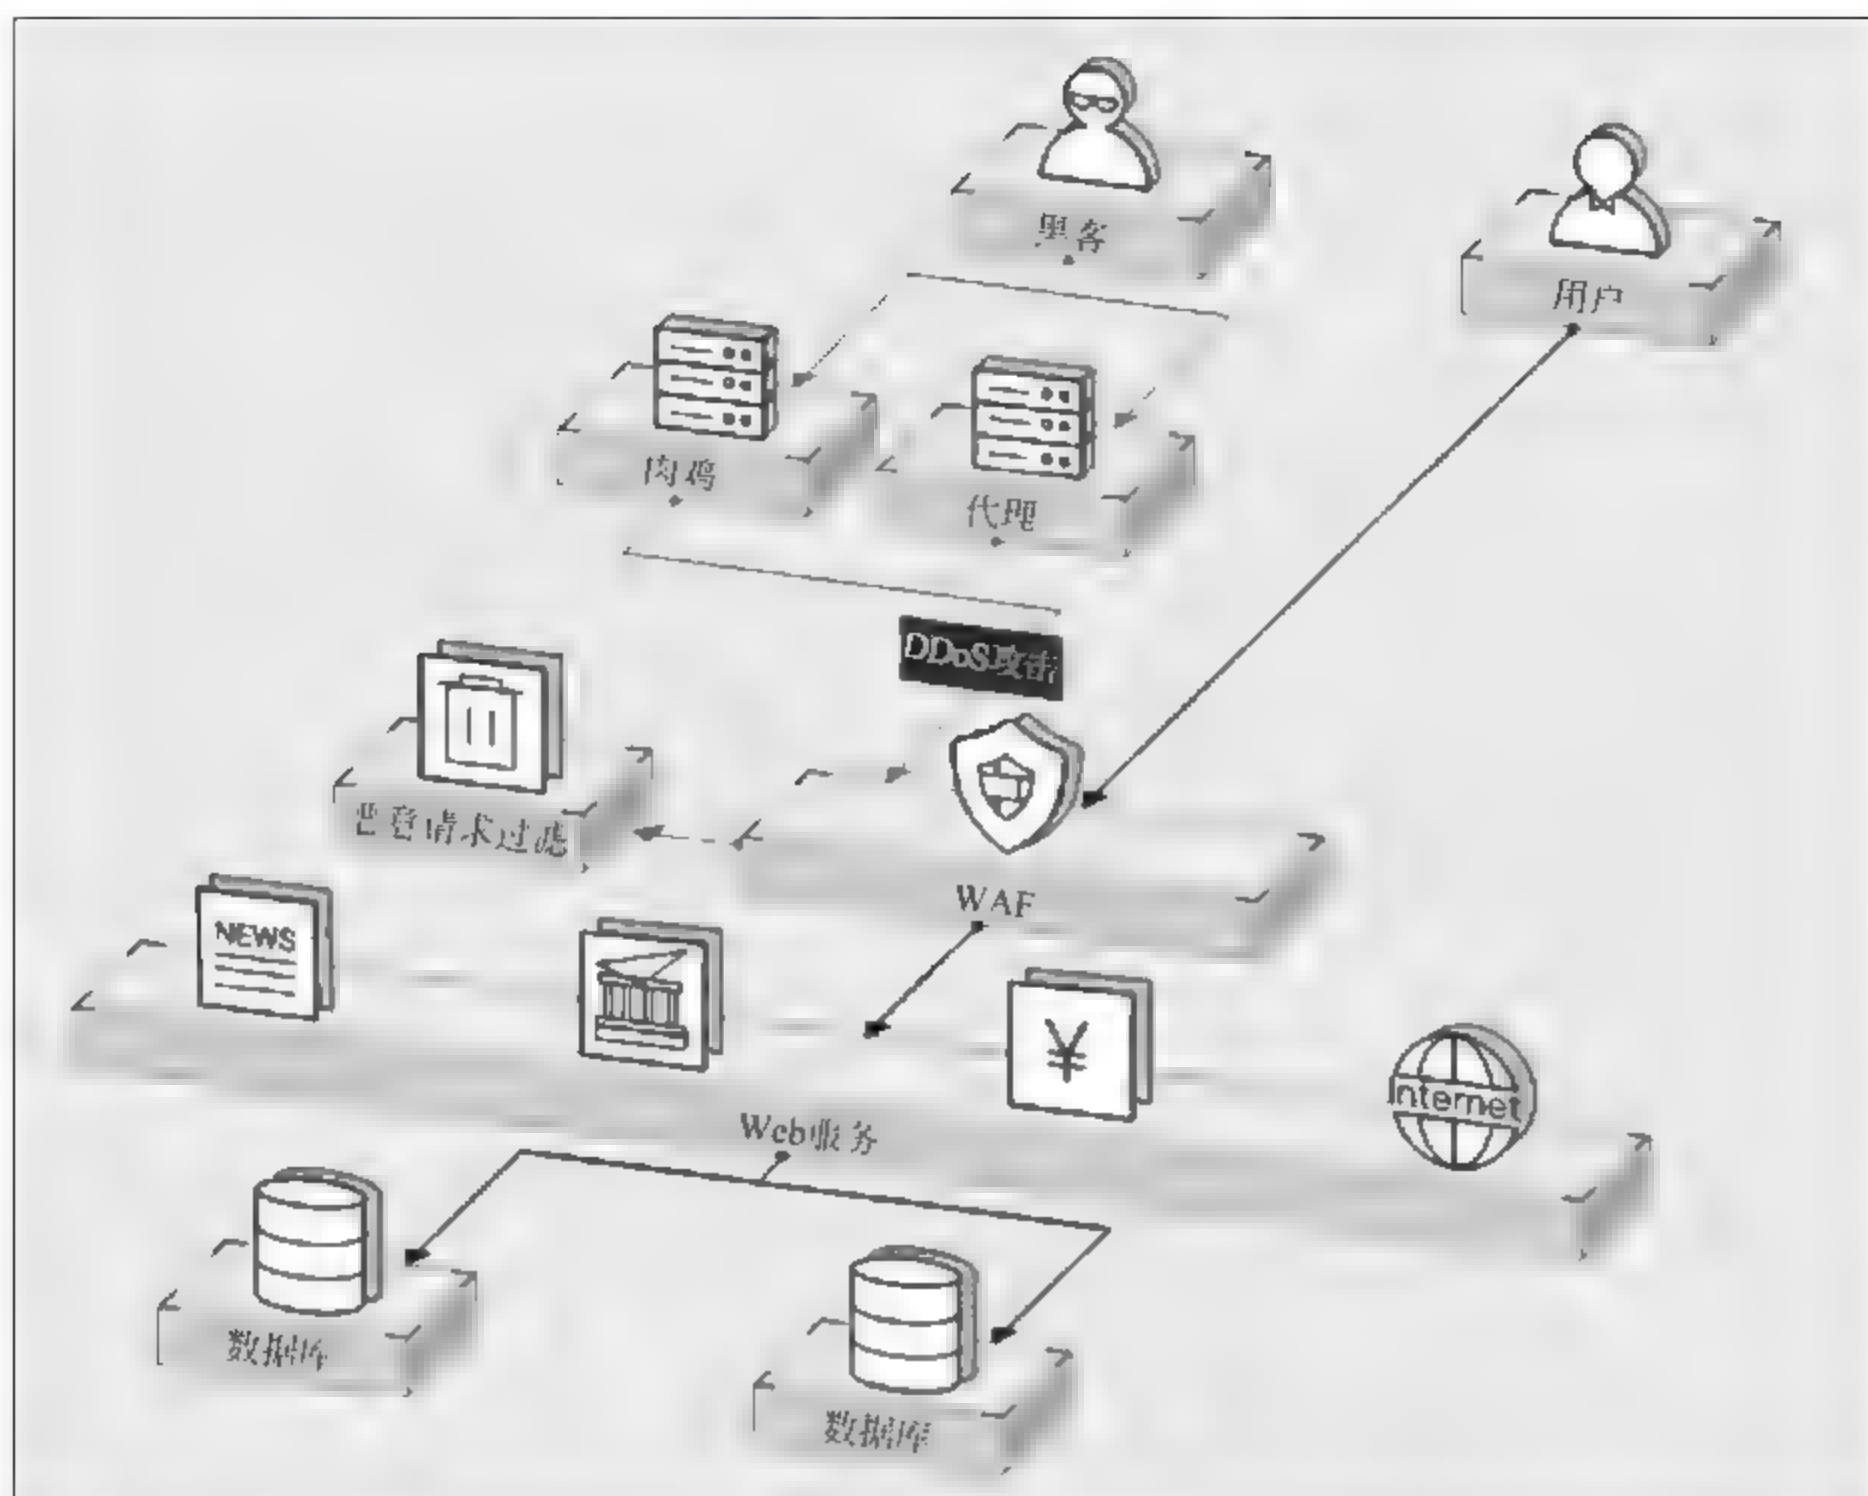 黑客
用户
肉鸡
代理
DDoS攻击
恶意请求过滤
WAF
NEWS
¥
Internet
Web服务
数据库
数据库